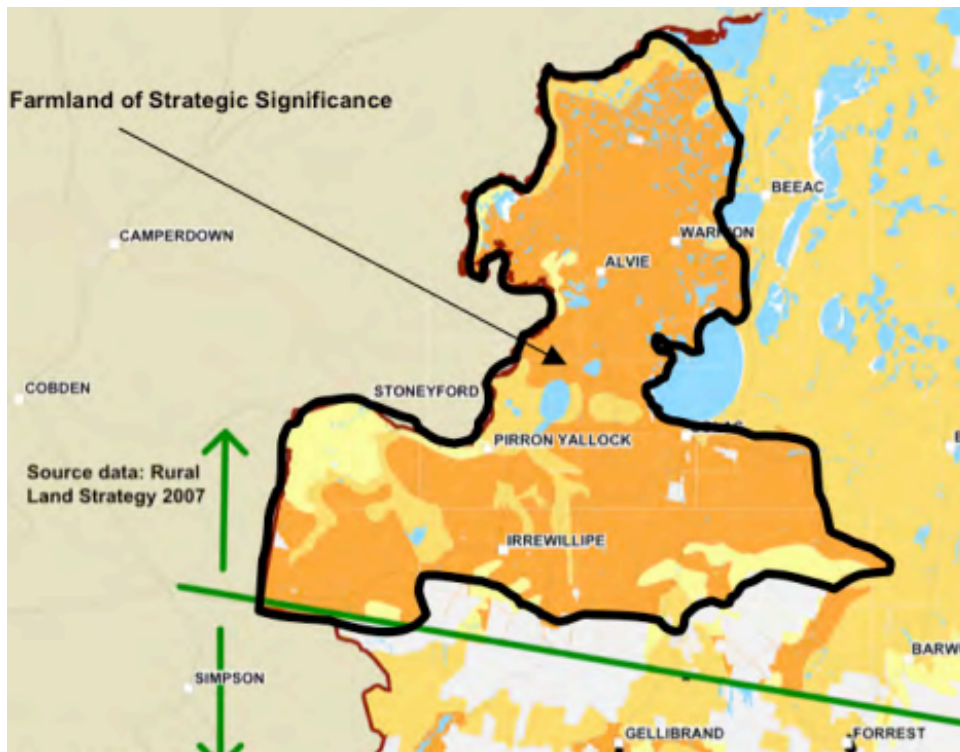 Farmland of Strategic Significance
BEEAC
CAMPERDOWN
ALVIE
COBDEN
STONEYFORD
PIRRON YALLOCK
Source data: Rural
Land Strategy 2007
IRREWILLIPE
SIMPSON
GELLIBRAND
FORREST